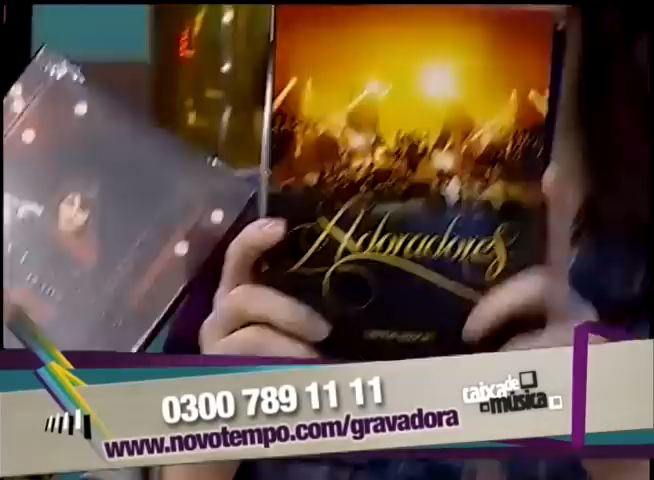 Adoradores
0300 789 11 11
www.novotempo.com/gravadora
caixa de
música